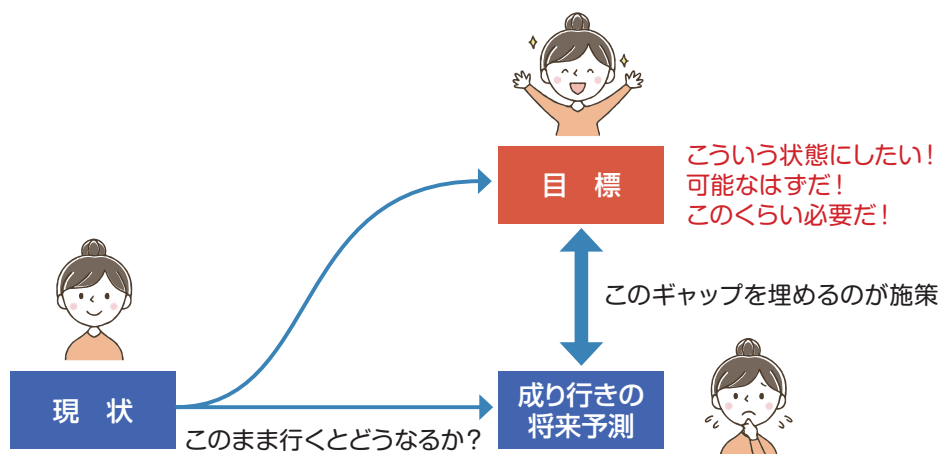 目 標
こういう状態にしたい!
可能なはずだ!
このくらい必要だ!
このギャップを埋めるのが施策
現 状
このまま行くとどうなるか?
成り行きの
将来予測